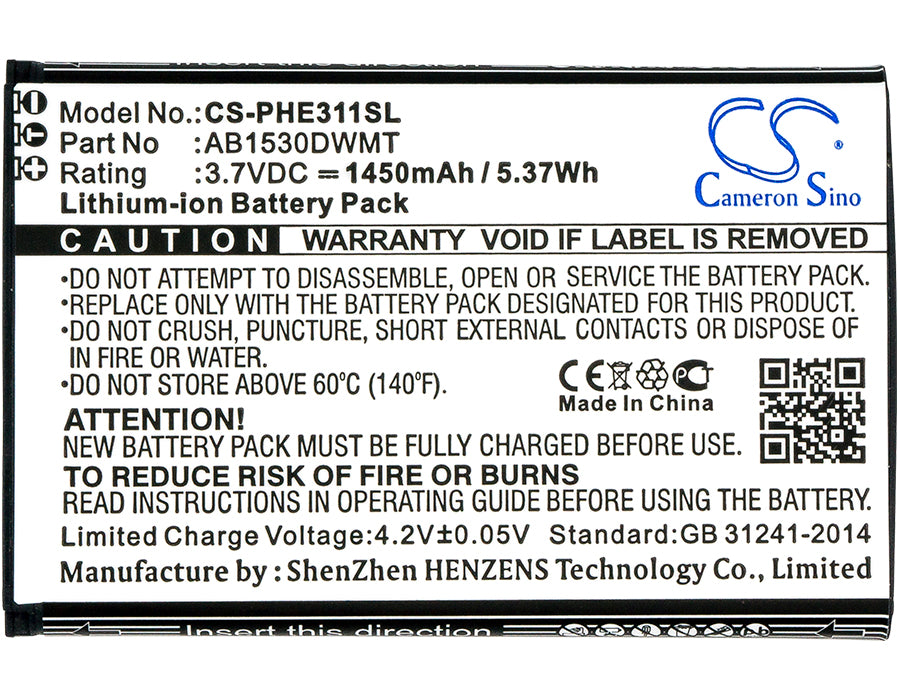 Insert this direction
Model No.:CS-PHE311SL
Part No :AB1530DWMT
Rating :3.7VDC ⎓ 1450mAh / 5.37Wh
Lithium-ion Battery Pack
Cameron Sino
®
CAUTION WARRANTY VOID IF LABEL IS REMOVED
•DO NOT ATTEMPT TO DISASSEMBLE, OPEN OR SERVICE THE BATTERY PACK.
•REPLACE ONLY WITH THE BATTERY PACK DESIGNATED FOR THIS PRODUCT.
•DO NOT CRUSH, PUNCTURE, SHORT EXTERNAL CONTACTS OR DISPOSE OF
IN FIRE OR WATER.
•DO NOT STORE ABOVE 60°C (140°F).
CE PCT
Made In China
ATTENTION!
NEW BATTERY PACK MUST BE FULLY CHARGED BEFORE USE.
TO REDUCE RISK OF FIRE OR BURNS
READ INSTRUCTIONS AND OPERATING GUIDE BEFORE USING THE BATTERY.
Limited Charge Voltage:4.2V±0.05V Standard:GB 31241-2014
Manufacture by : ShenZhen HENZENS Technology Co., Limited
Insert this direction